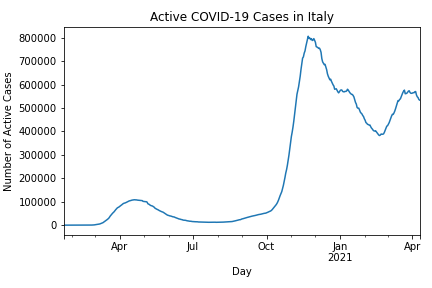 Active COVID-19 Cases in Italy
Number of Active Cases
800000
700000
600000
500000
400000
300000
200000
100000
0
Apr
Jul
Oct
Jan
2021
Apr
Day